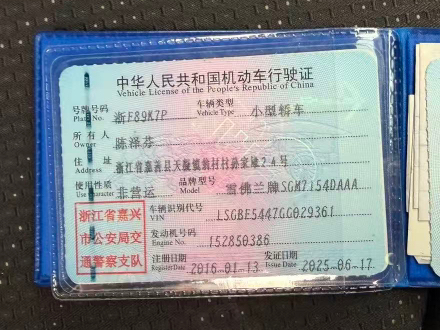 中华人民共和国机动车行驶证
Vehicle License of the People's Republic of China
号牌号码 浙F89K7P 车辆类型 小型轿车
Plate No. Vehicle Type
所有人 陈泽芬
Owner
住址 浙江省嘉善县天凝镇
Address
使用性质 非营运 品牌型号 雪佛兰牌SGM7154DAAA
Use Character Model
浙江省嘉兴
市公安局交
通警察支队
车辆识别代号 LSGBE5447GG029361
VIN
发动机号码 152850386
Engine No.
注册日期 2016-01-13 发证日期 2025-06-17
Register Date Issue Date